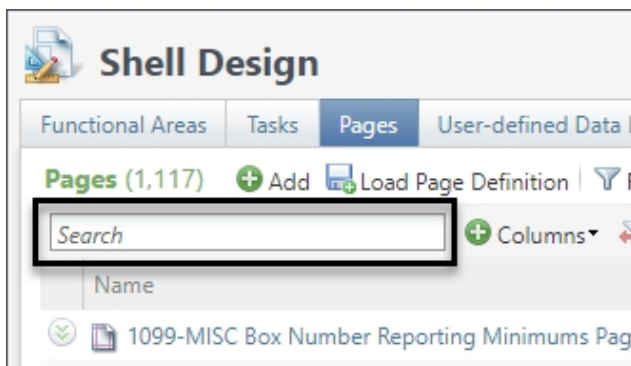 Shell Design
Functional Areas Tasks Pages User-defined Data
Pages (1,117) Add Load Page Definition
Search Columns
Name
1099-MISC Box Number Reporting Minimums Pag